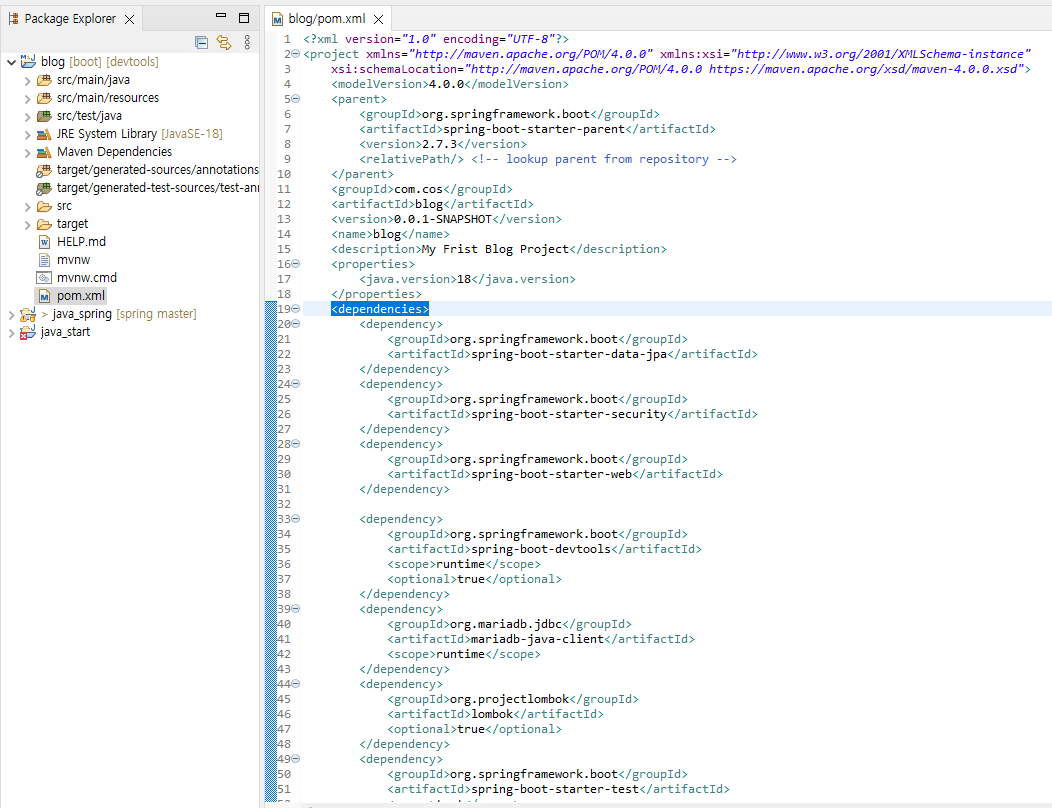 Package Explorer
blog [boot] [devtools]
src/main/java
src/main/resources
src/test/java
JRE System Library [JavaSE-18]
Maven Dependencies
target/generated-sources/annotations
target/generated-test-sources/test-ann
src
target
HELP.md
mvnw
mvnw.cmd
pom.xml
> java_spring [spring master]
java_start
blog/pom.xml
1 <?xml version="1.0" encoding="UTF-8"?>
2 <project xmlns="http://maven.apache.org/POM/4.0.0" xmlns:xsi="http://www.w3.org/2001/XMLSchema-instance"
3 xsi:schemaLocation="http://maven.apache.org/POM/4.0.0 https://maven.apache.org/xsd/maven-4.0.0.xsd">
4 <modelVersion>4.0.0</modelVersion>
5 <parent>
6 <groupId>org.springframework.boot</groupId>
7 <artifactId>spring-boot-starter-parent</artifactId>
8 <version>2.7.3</version>
9 <relativePath/> <!-- lookup parent from repository -->
10 </parent>
11 <groupId>com.cos</groupId>
12 <artifactId>blog</artifactId>
13 <version>0.0.1-SNAPSHOT</version>
14 <name>blog</name>
15 <description>My Frist Blog Project</description>
16 <properties>
17 <java.version>18</java.version>
18 </properties>
19 <dependencies>
20 <dependency>
21 <groupId>org.springframework.boot</groupId>
22 <artifactId>spring-boot-starter-data-jpa</artifactId>
23 </dependency>
24 <dependency>
25 <groupId>org.springframework.boot</groupId>
26 <artifactId>spring-boot-starter-security</artifactId>
27 </dependency>
28 <dependency>
29 <groupId>org.springframework.boot</groupId>
30 <artifactId>spring-boot-starter-web</artifactId>
31 </dependency>
32
33 <dependency>
34 <groupId>org.springframework.boot</groupId>
35 <artifactId>spring-boot-devtools</artifactId>
36 <scope>runtime</scope>
37 <optional>true</optional>
38 </dependency>
39 <dependency>
40 <groupId>org.mariadb.jdbc</groupId>
41 <artifactId>mariadb-java-client</artifactId>
42 <scope>runtime</scope>
43 </dependency>
44 <dependency>
45 <groupId>org.projectlombok</groupId>
46 <artifactId>lombok</artifactId>
47 <optional>true</optional>
48 </dependency>
49 <dependency>
50 <groupId>org.springframework.boot</groupId>
51 <artifactId>spring-boot-starter-test</artifactId>